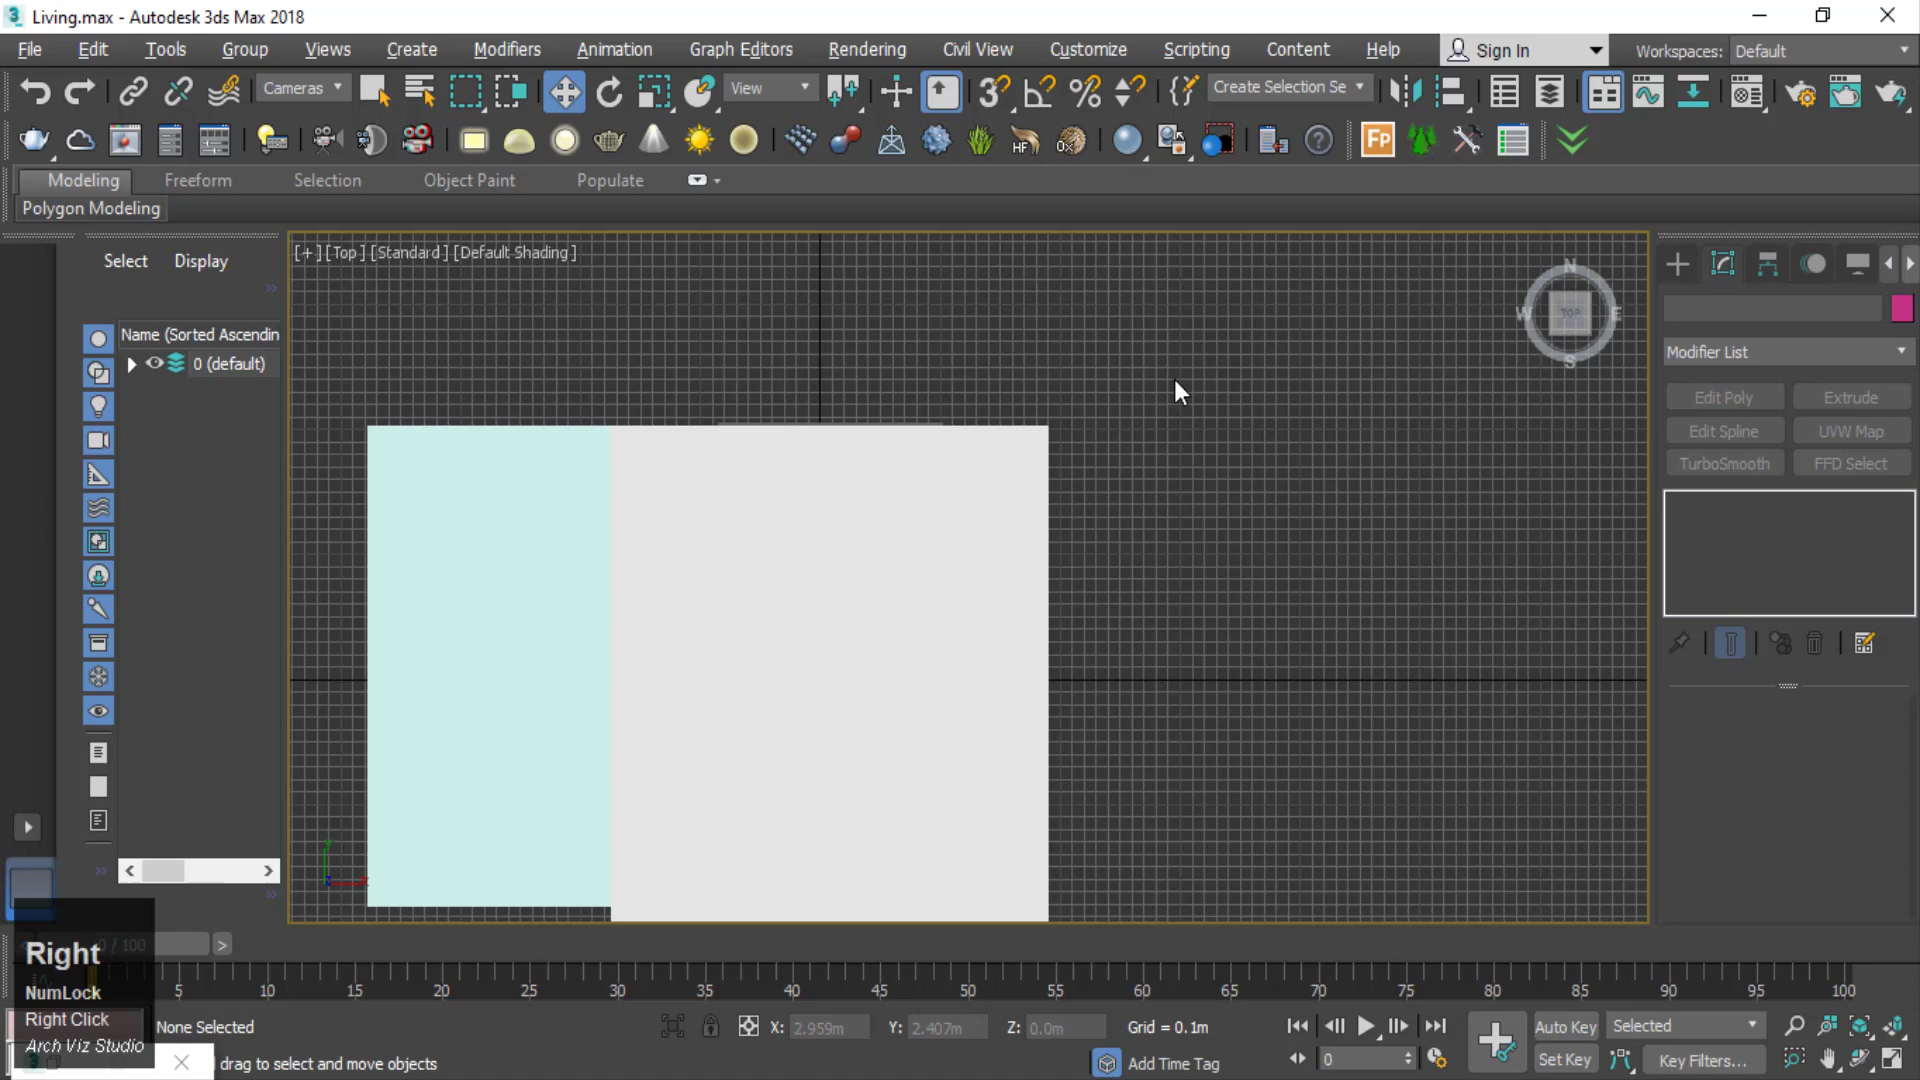 Living.max - Autodesk 3ds Max 2018
File Edit Tools Group Views Create Modifiers Animation Graph Editors Rendering Civil View Customize Scripting Content Help Sign In Workspaces: Default
Cameras View Create Selection Se
Modeling Freeform Selection Object Paint Populate
Polygon Modeling
[+] [Top] [Standard] [Default Shading]
Select Display
Name (Sorted Ascendin
0 (default)
N
W TOP E
S
Modifier List
Edit Poly Extrude
Edit Spline UVW Map
TurboSmooth FFD Select
0 / 100
5 10 15 20 25 30 35 40 45 50 55 60 65 70 75 80 85 90 95 100
Right
NumLock
Right Click
Arch Viz Studio
None Selected X: 2.959m Y: 2.407m Z: 0.0m Grid = 0.1m Auto Key Selected
drag to select and move objects Add Time Tag 0 Set Key Key Filters...